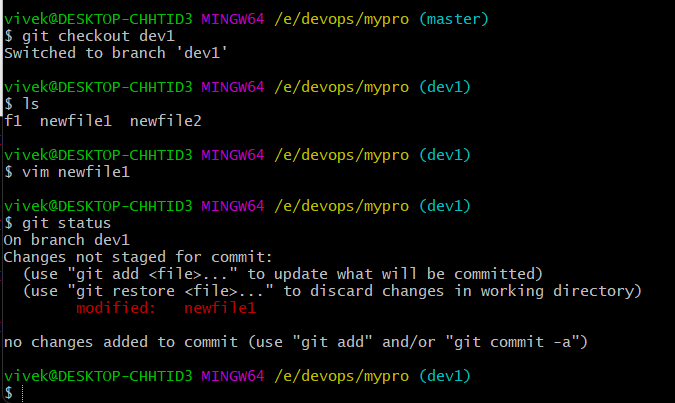 vivek@DESKTOP-CHHTID3 MINGW64 /e/devops/mypro (master)
$ git checkout dev1
Switched to branch 'dev1'
vivek@DESKTOP-CHHTID3 MINGW64 /e/devops/mypro (dev1)
$ ls
f1  newfile1  newfile2
vivek@DESKTOP-CHHTID3 MINGW64 /e/devops/mypro (dev1)
$ vim newfile1
vivek@DESKTOP-CHHTID3 MINGW64 /e/devops/mypro (dev1)
$ git status
On branch dev1
Changes not staged for commit:
  (use "git add <file>..." to update what will be committed)
  (use "git restore <file>..." to discard changes in working directory)
        modified:   newfile1
no changes added to commit (use "git add" and/or "git commit -a")
vivek@DESKTOP-CHHTID3 MINGW64 /e/devops/mypro (dev1)
$